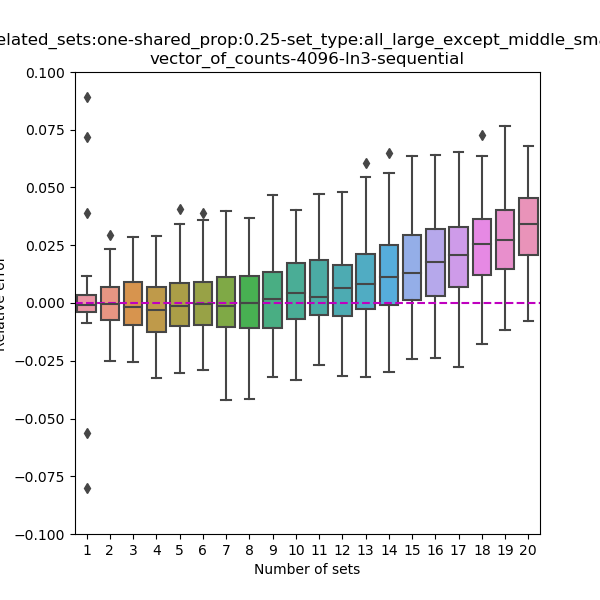 elated_sets:one-shared_prop:0.25-set_type:all_large_except_middle_sm
vector_of_counts-4096-ln3-sequential
0.100
0.075
0.050
0.025
0.000
−0.025
−0.050
−0.075
−0.100
Relative error
1 2 3 4 5 6 7 8 9 10 11 12 13 14 15 16 17 18 19 20
Number of sets